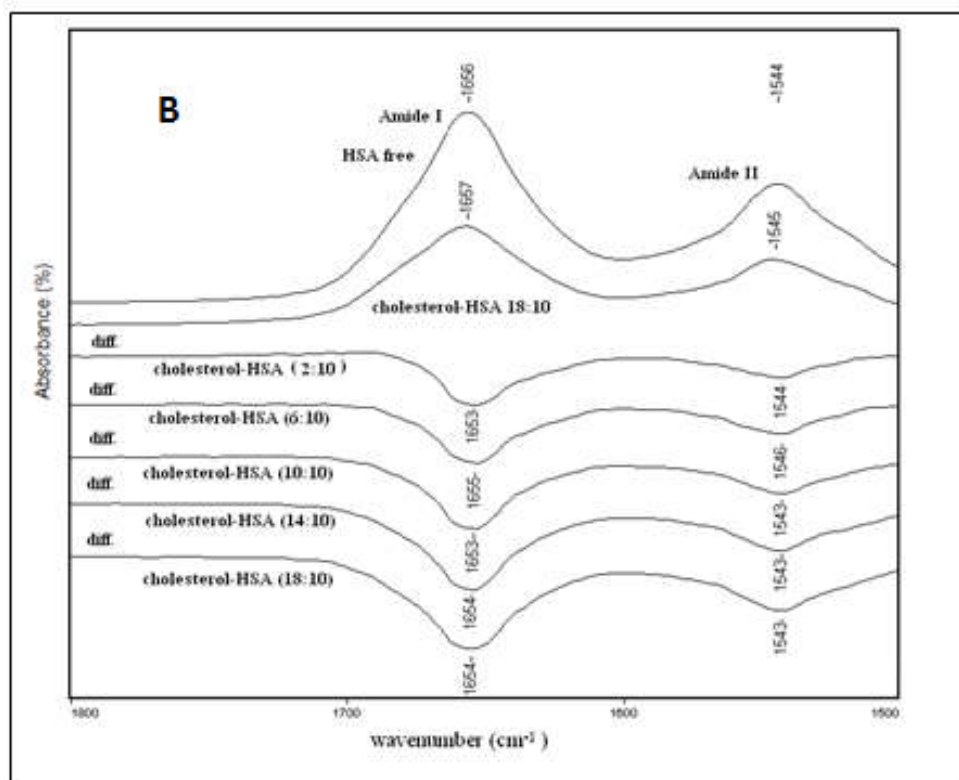 B
-1656
-1544
Amide I
HSA free
Amide II
-1657
-1545
cholesterol-HSA 18:10
diff.
cholesterol-HSA ( 2:10 )
1653
1544
diff.
cholesterol-HSA (6:10)
1655-
1546-
diff.
cholesterol-HSA (10:10)
1653-
1543-
diff.
cholesterol-HSA (14:10)
1654-
1543-
diff.
cholesterol-HSA (18:10)
1654-
1543-
Absorbance (%)
1800
1700
1600
1500
wavenumber (cm-1 )